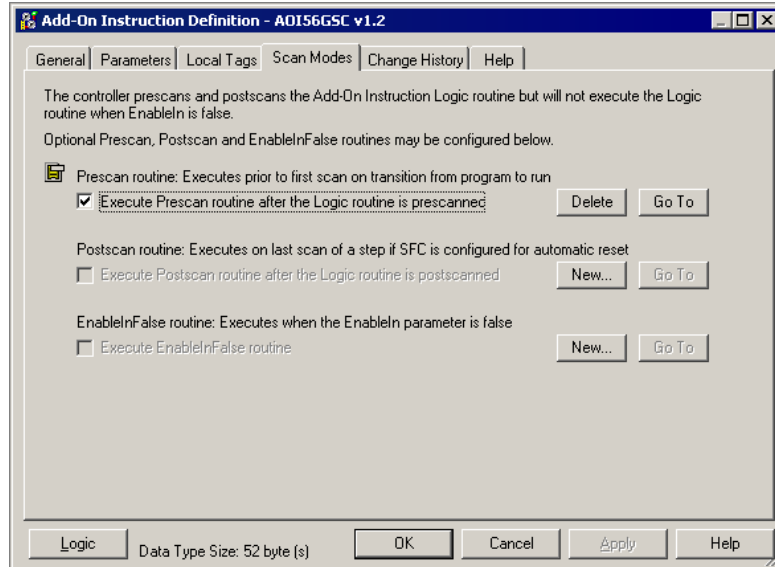 Add-On Instruction Definition - AOI56GSC v1.2
General Parameters Local Tags Scan Modes Change History Help
The controller prescans and postscans the Add-On Instruction Logic routine but will not execute the Logic
routine when EnableIn is false.
Optional Prescan, Postscan and EnableInFalse routines may be configured below.
Prescan routine: Executes prior to first scan on transition from program to run
Execute Prescan routine after the Logic routine is prescanned Delete Go To
Postscan routine: Executes on last scan of a step if SFC is configured for automatic reset
Execute Postscan routine after the Logic routine is postscanned New... Go To
EnableInFalse routine: Executes when the EnableIn parameter is false
Execute EnableInFalse routine New... Go To
Logic Data Type Size: 52 byte (s) OK Cancel Apply Help